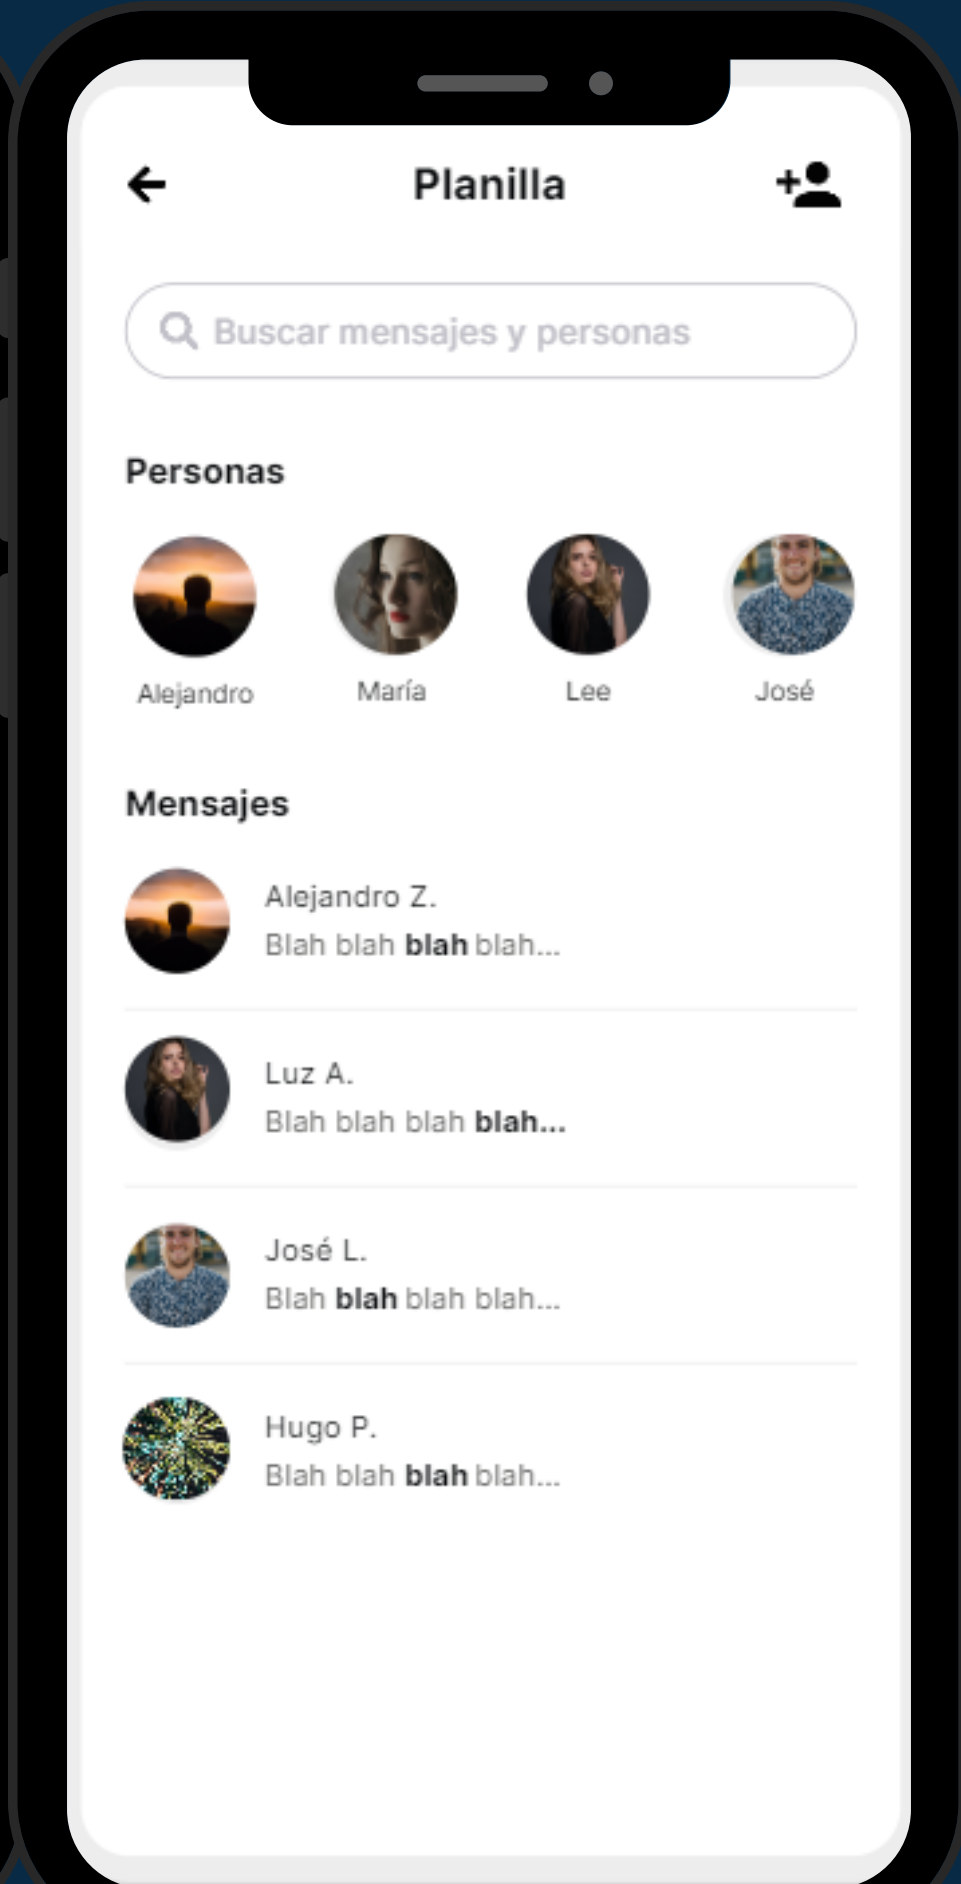 Planilla
Buscar mensajes y personas
Personas
Alejandro María Lee José
Mensajes
Alejandro Z.
Blah blah blah blah...
Luz A.
Blah blah blah blah...
José L.
Blah blah blah blah...
Hugo P.
Blah blah blah blah...